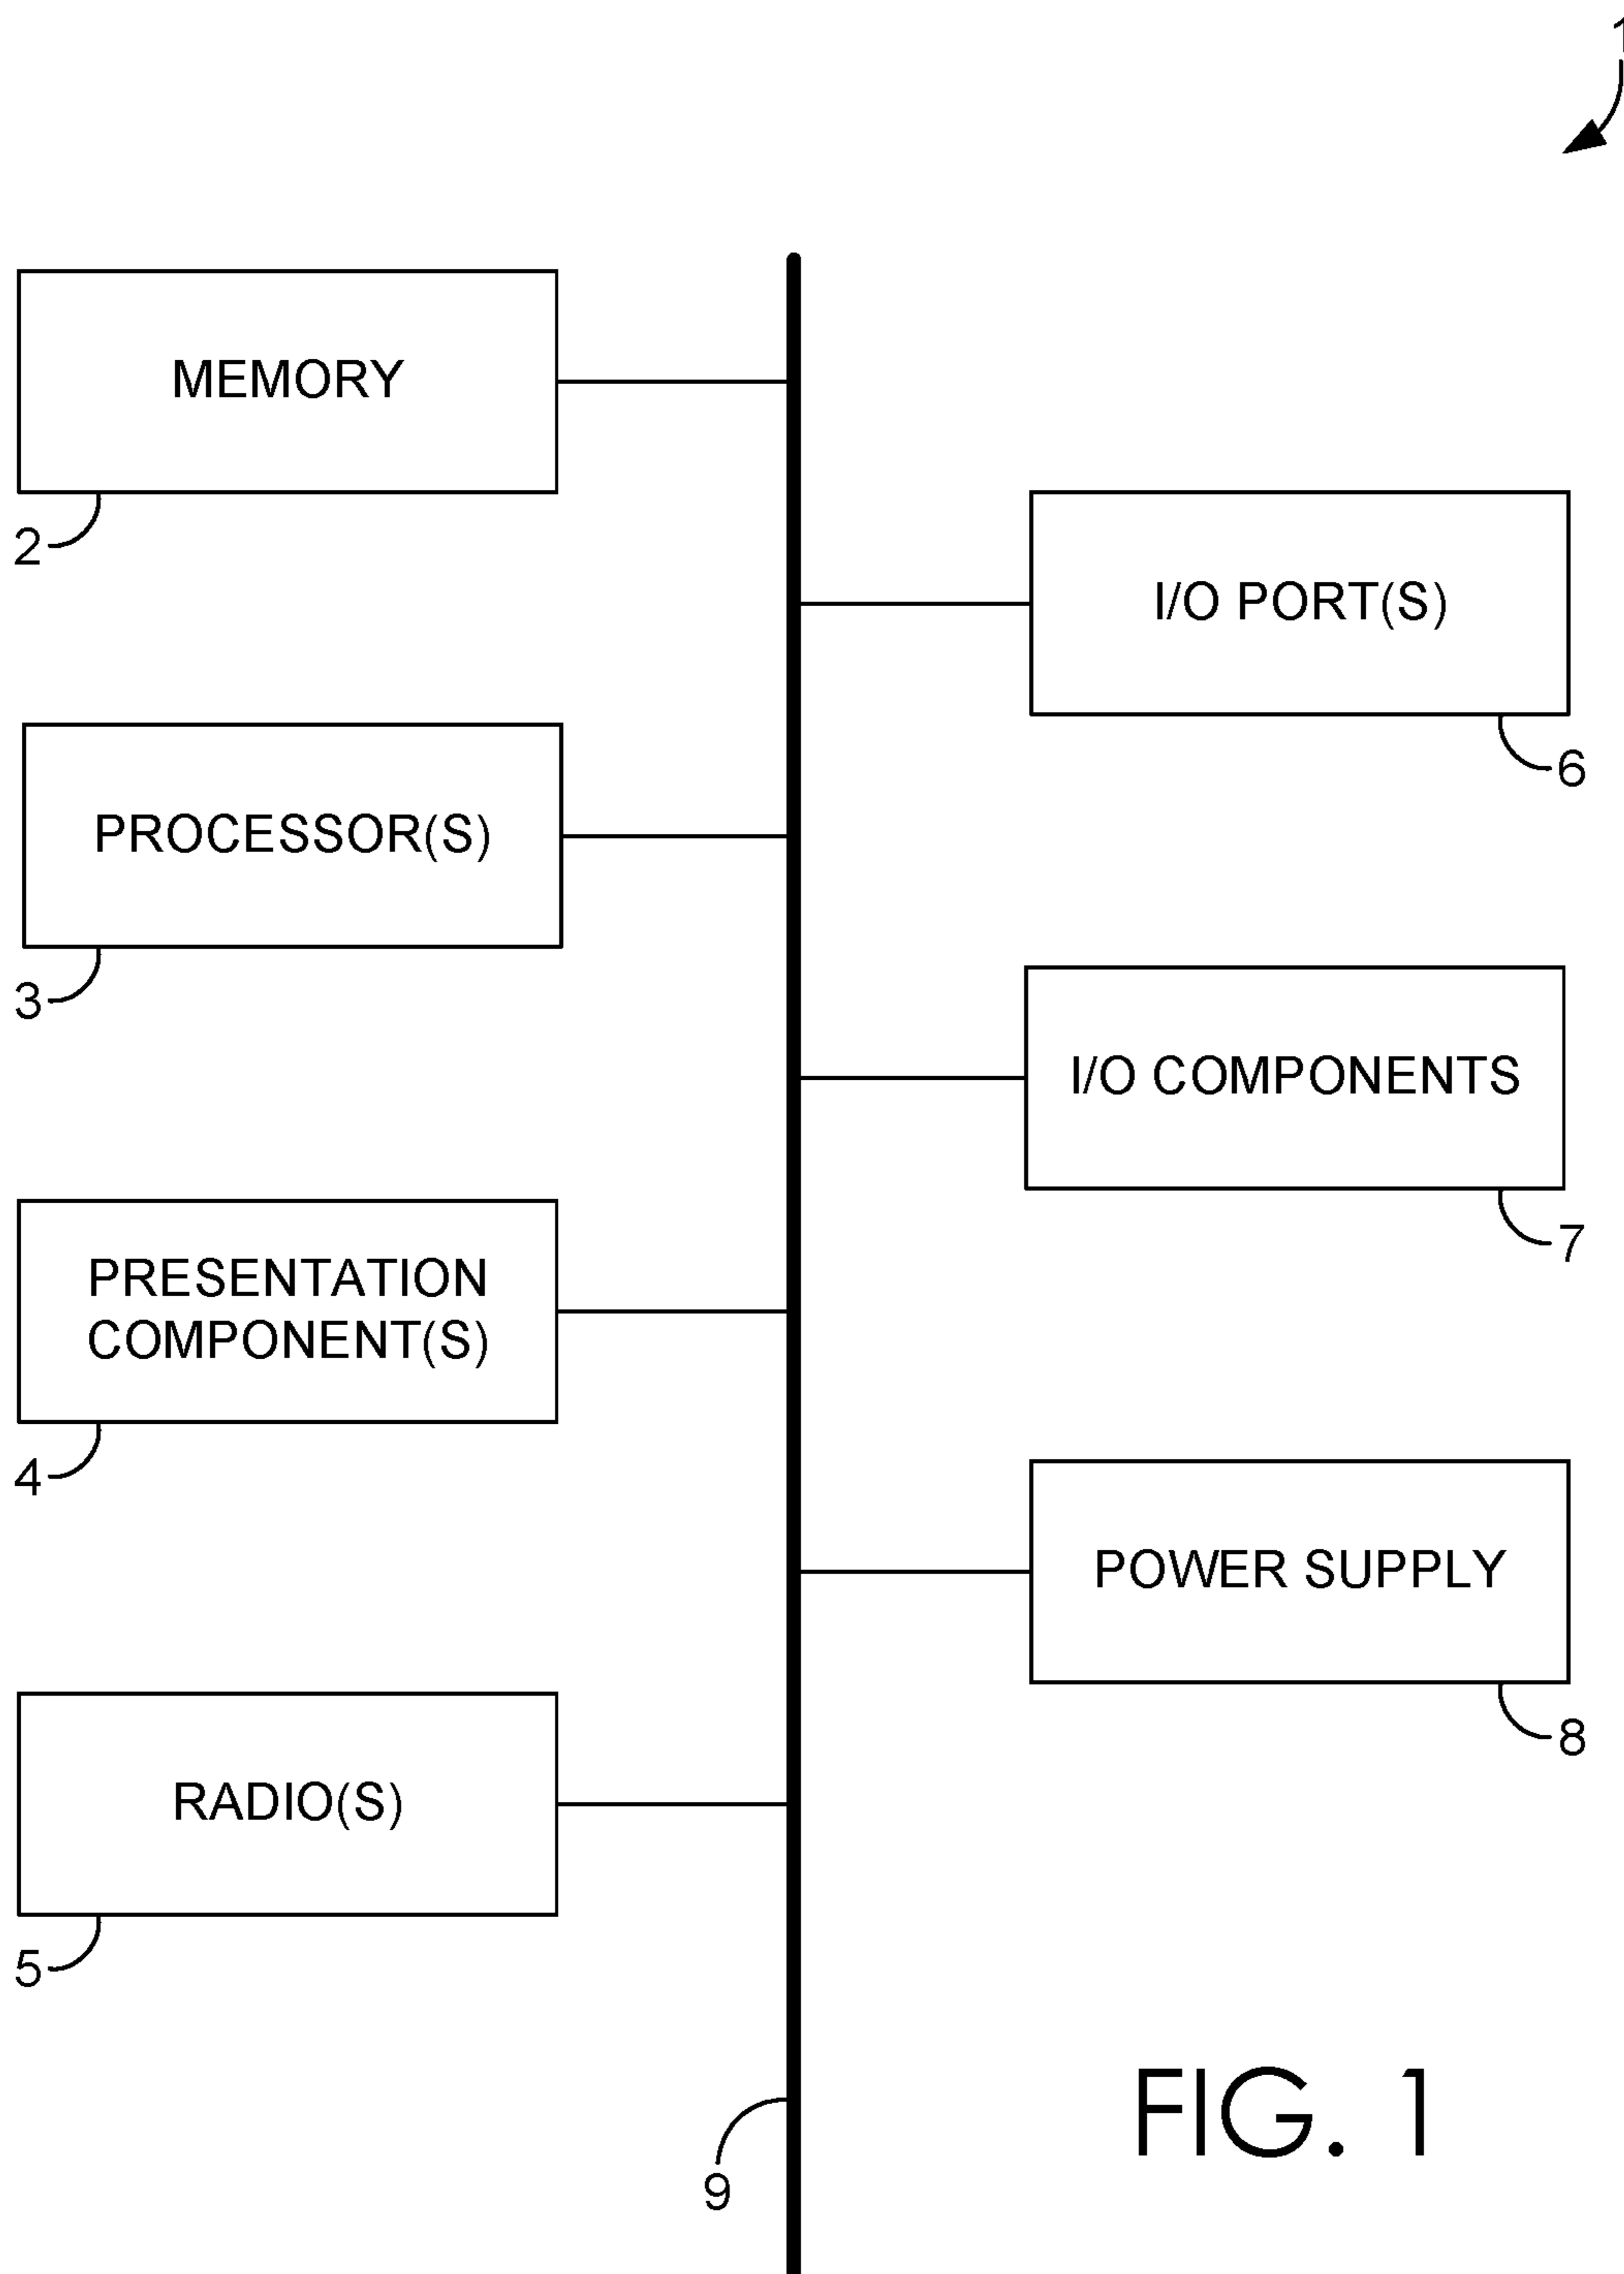 1
MEMORY
2
I/O PORT(S)
6
PROCESSOR(S)
3
I/O COMPONENTS
7
PRESENTATION
COMPONENT(S)
4
POWER SUPPLY
8
RADIO(S)
5
9
FIG. 1